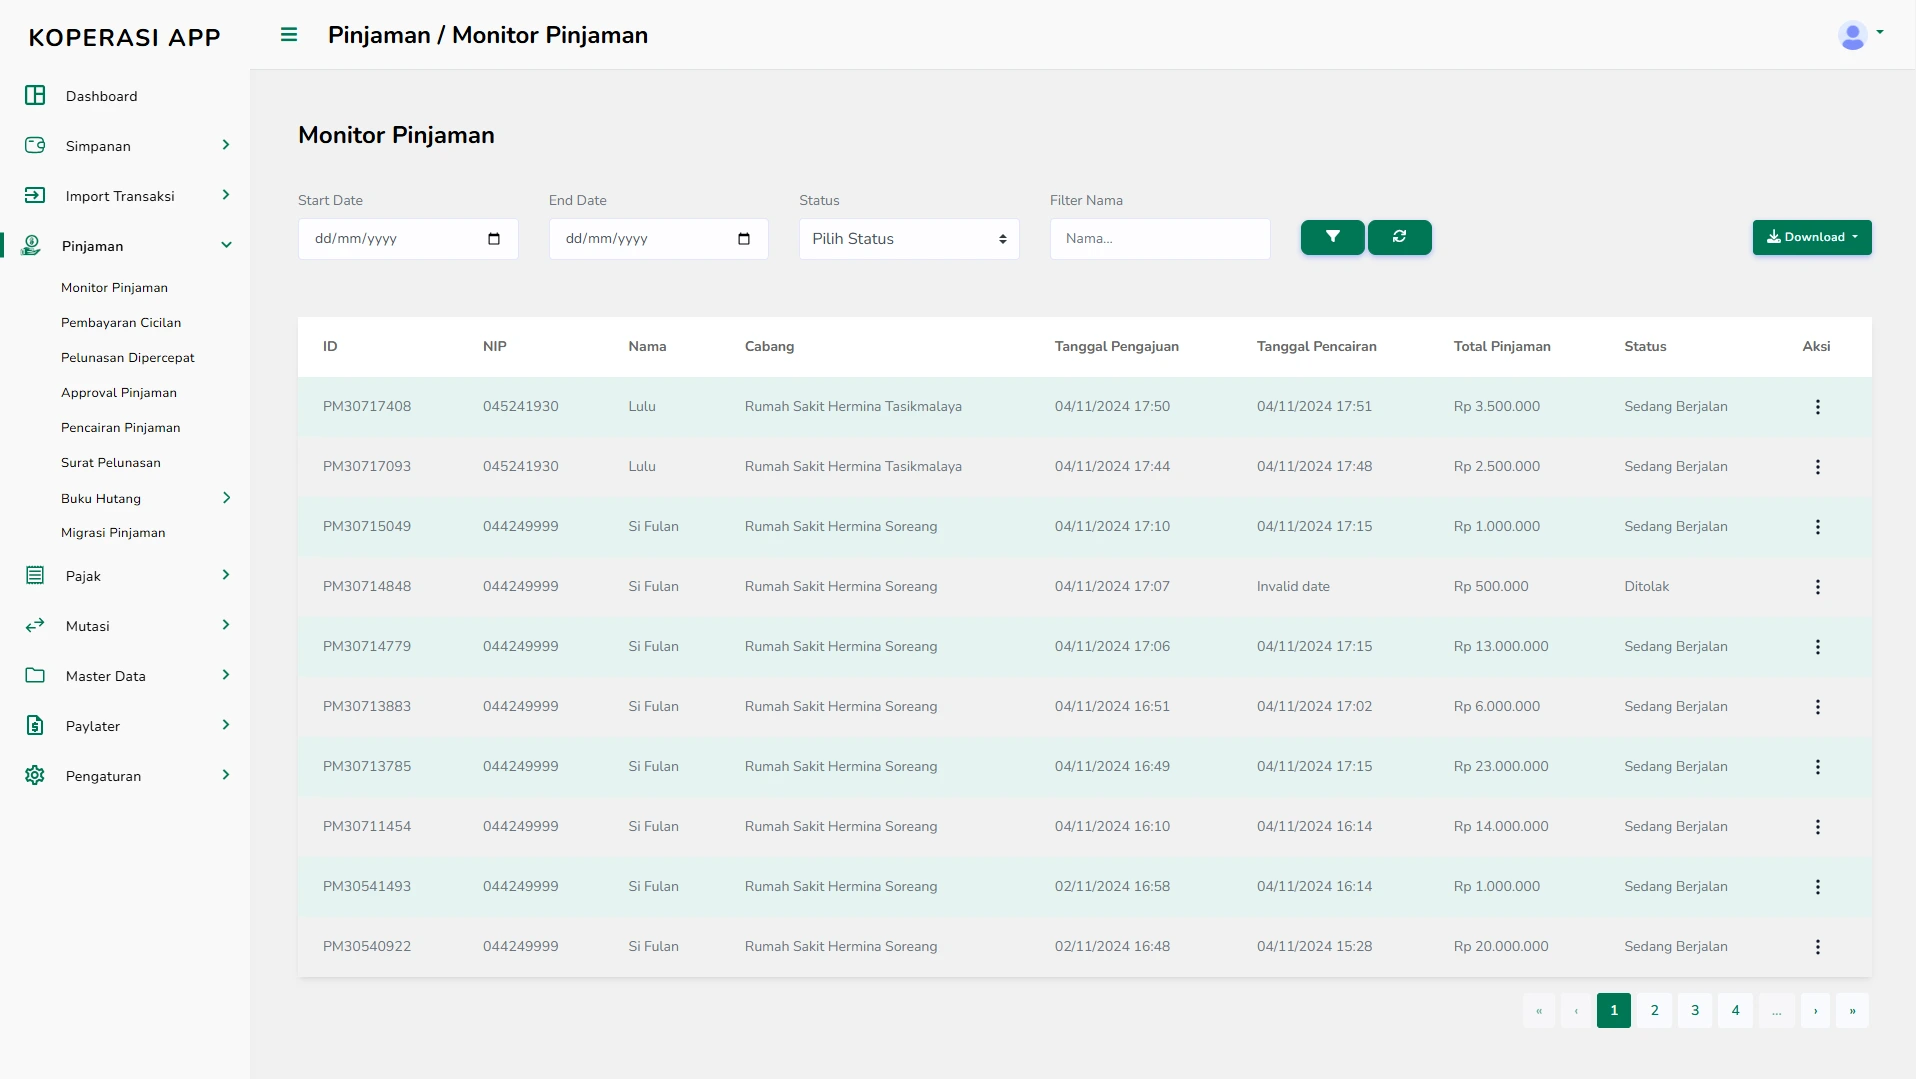 KOPERASI APP
Pinjaman / Monitor Pinjaman
Dashboard
Simpanan
Import Transaksi
Pinjaman
Monitor Pinjaman
Pembayaran Cicilan
Pelunasan Dipercepat
Approval Pinjaman
Pencairan Pinjaman
Surat Pelunasan
Buku Hutang
Migrasi Pinjaman
Pajak
Mutasi
Master Data
Paylater
Pengaturan
Monitor Pinjaman
Start Date End Date Status Filter Nama
dd/mm/yyyy dd/mm/yyyy Pilih Status Nama... Download
ID NIP Nama Cabang Tanggal Pengajuan Tanggal Pencairan Total Pinjaman Status Aksi
PM30717408 045241930 Lulu Rumah Sakit Hermina Tasikmalaya 04/11/2024 17:50 04/11/2024 17:51 Rp 3.500.000 Sedang Berjalan
PM30717093 045241930 Lulu Rumah Sakit Hermina Tasikmalaya 04/11/2024 17:44 04/11/2024 17:48 Rp 2.500.000 Sedang Berjalan
PM30715049 044249999 Si Fulan Rumah Sakit Hermina Soreang 04/11/2024 17:10 04/11/2024 17:15 Rp 1.000.000 Sedang Berjalan
PM30714848 044249999 Si Fulan Rumah Sakit Hermina Soreang 04/11/2024 17:07 Invalid date Rp 500.000 Ditolak
PM30714779 044249999 Si Fulan Rumah Sakit Hermina Soreang 04/11/2024 17:06 04/11/2024 17:15 Rp 13.000.000 Sedang Berjalan
PM30713883 044249999 Si Fulan Rumah Sakit Hermina Soreang 04/11/2024 16:51 04/11/2024 17:02 Rp 6.000.000 Sedang Berjalan
PM30713785 044249999 Si Fulan Rumah Sakit Hermina Soreang 04/11/2024 16:49 04/11/2024 17:15 Rp 23.000.000 Sedang Berjalan
PM30711454 044249999 Si Fulan Rumah Sakit Hermina Soreang 04/11/2024 16:10 04/11/2024 16:14 Rp 14.000.000 Sedang Berjalan
PM30541493 044249999 Si Fulan Rumah Sakit Hermina Soreang 02/11/2024 16:58 04/11/2024 16:14 Rp 1.000.000 Sedang Berjalan
PM30540922 044249999 Si Fulan Rumah Sakit Hermina Soreang 02/11/2024 16:48 04/11/2024 15:28 Rp 20.000.000 Sedang Berjalan
« ‹ 1 2 3 4 ... › »